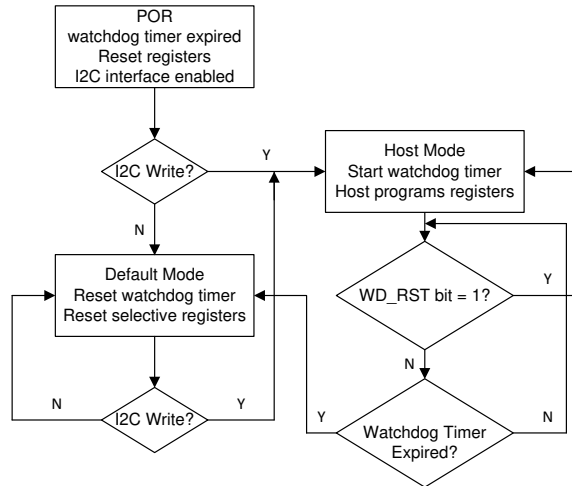 POR
watchdog timer expired
Reset registers
I2C interface enabled
I2C Write?
Y
N
Host Mode
Start watchdog timer
Host programs registers
Default Mode
Reset watchdog timer
Reset selective registers
WD_RST bit = 1?
Y
N
I2C Write?
N
Y
Watchdog Timer
Expired?
Y
N